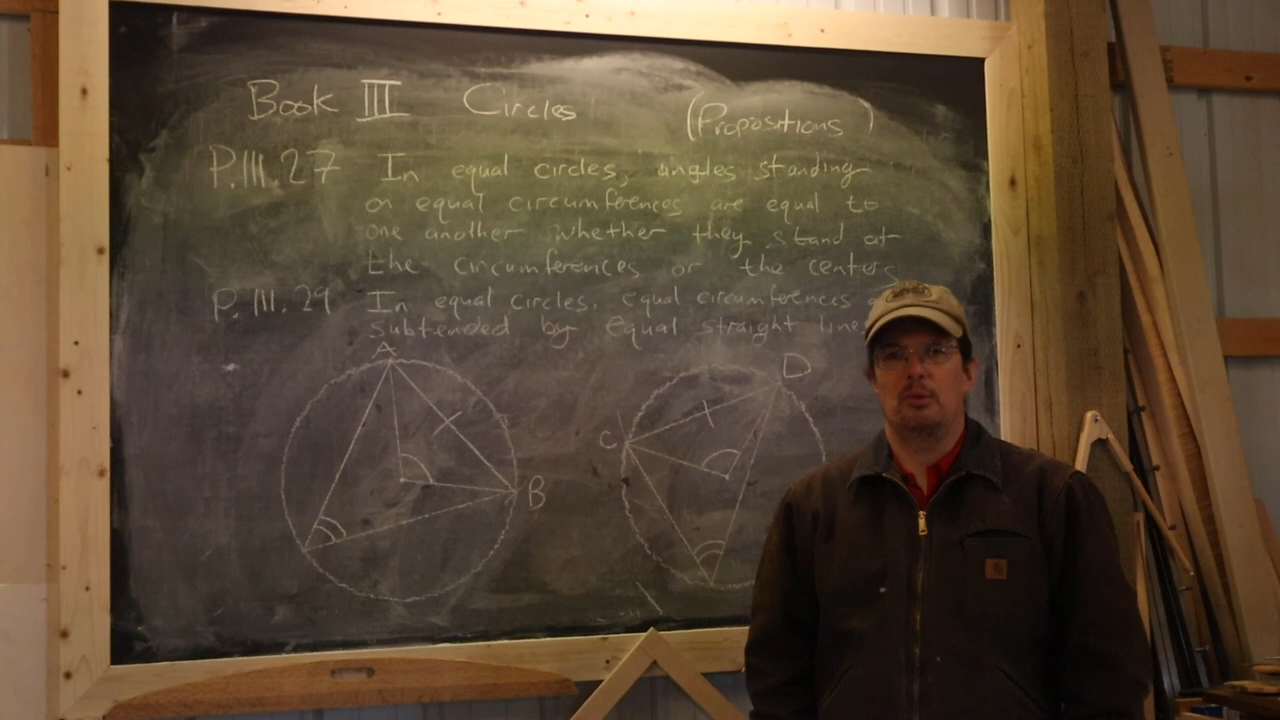 Book III Circles (Propositions)
P.III.27 In equal circles, angles standing
on equal circumferences are equal to
one another whether they stand at
the circumferences or the centers
P.III.29 In equal circles, equal circumferences
subtended by equal straight line
A
D
C
B